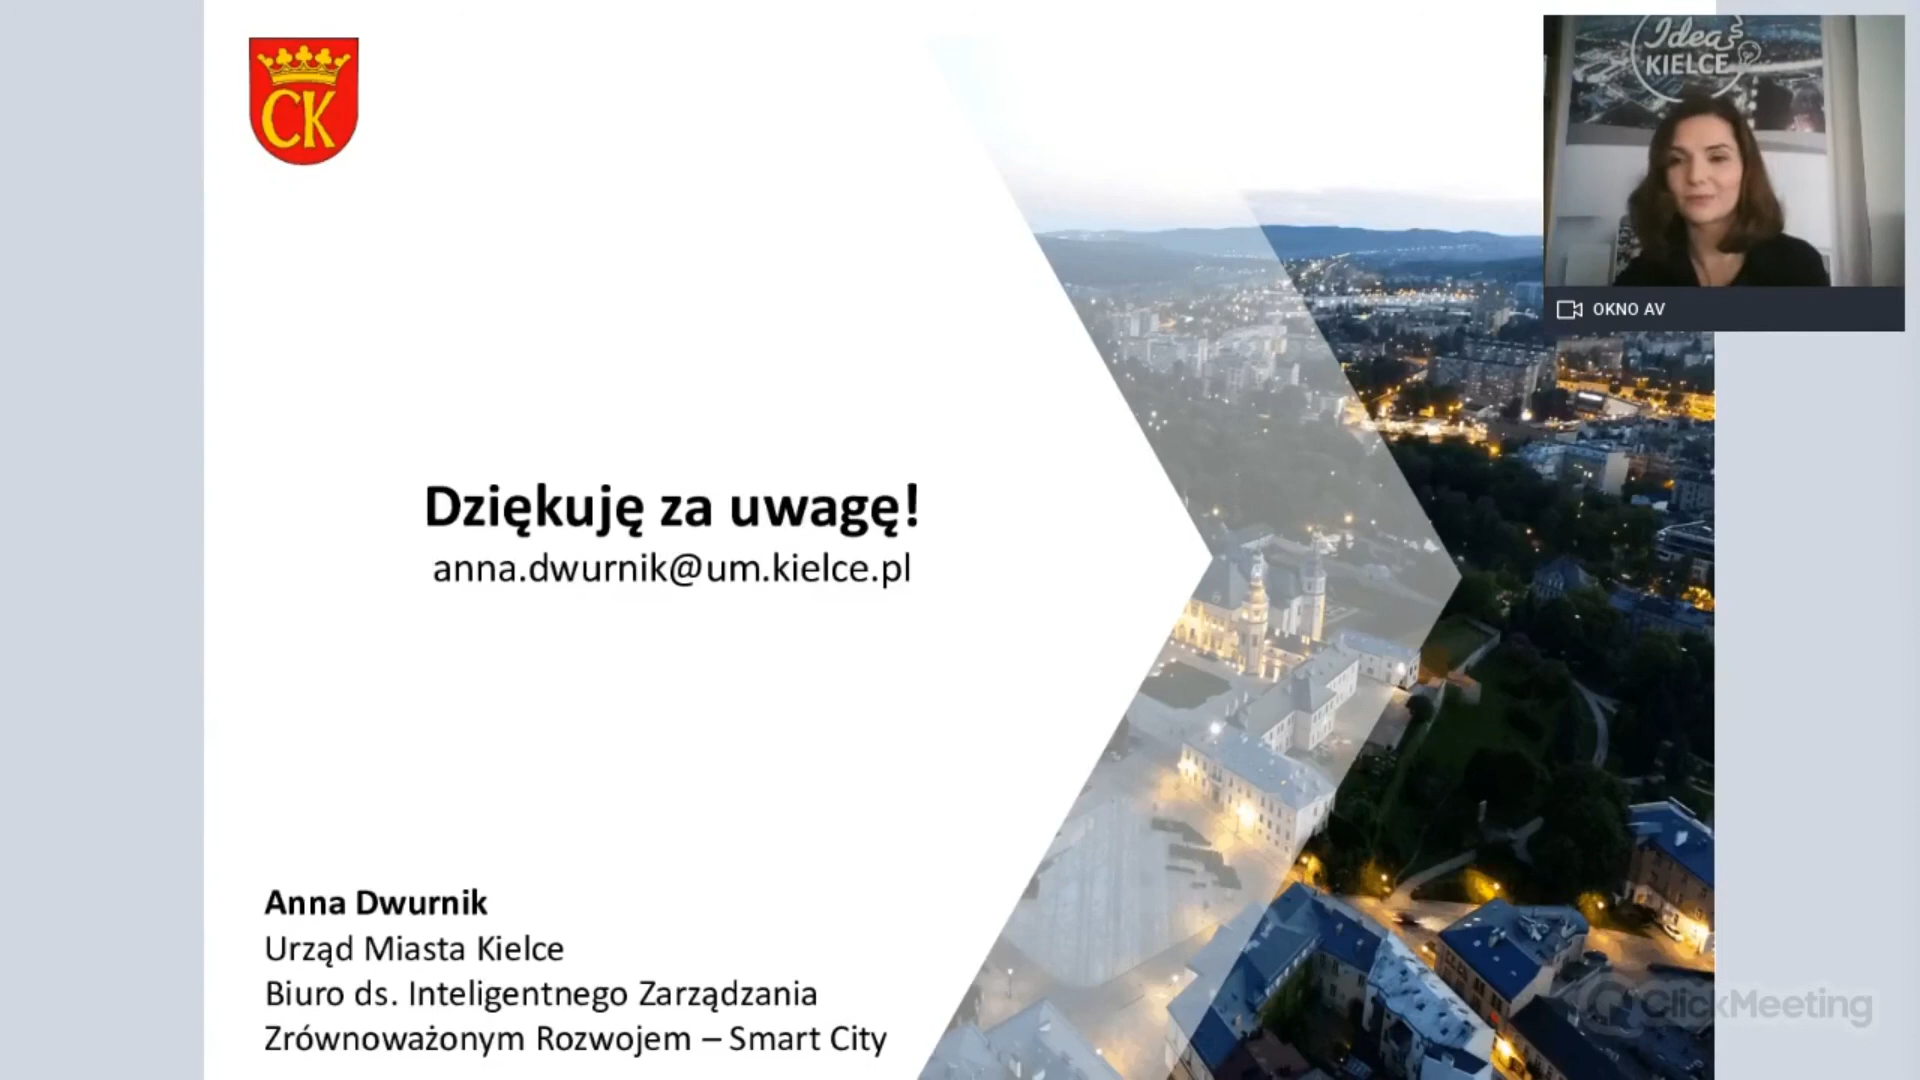 CK
Idea
KIELCE
OKNO AV
Dziękuję za uwagę!
anna.dwurnik@um.kielce.pl
Anna Dwurnik
Urząd Miasta Kielce
Biuro ds. Inteligentnego Zarządzania
Zrównoważonym Rozwojem – Smart City
ClickMeeting